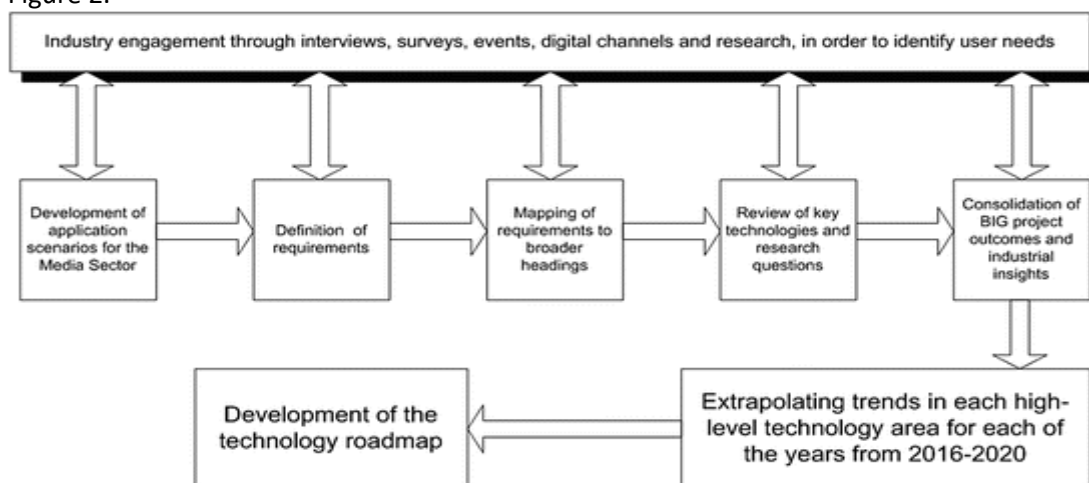 Figure 2.
Industry engagement through interviews, surveys, events, digital channels and research, in order to identify user needs
Development of
application
scenarios for the
Media Sector
Definition of
requirements
Mapping of
requirements to
broader
headings
Review of key
technologies and
research
questions
Consolidation of
BIG project
outcomes and
industrial
insights
Development of the
technology roadmap
Extrapolating trends in each high-
level technology area for each of
the years from 2016-2020